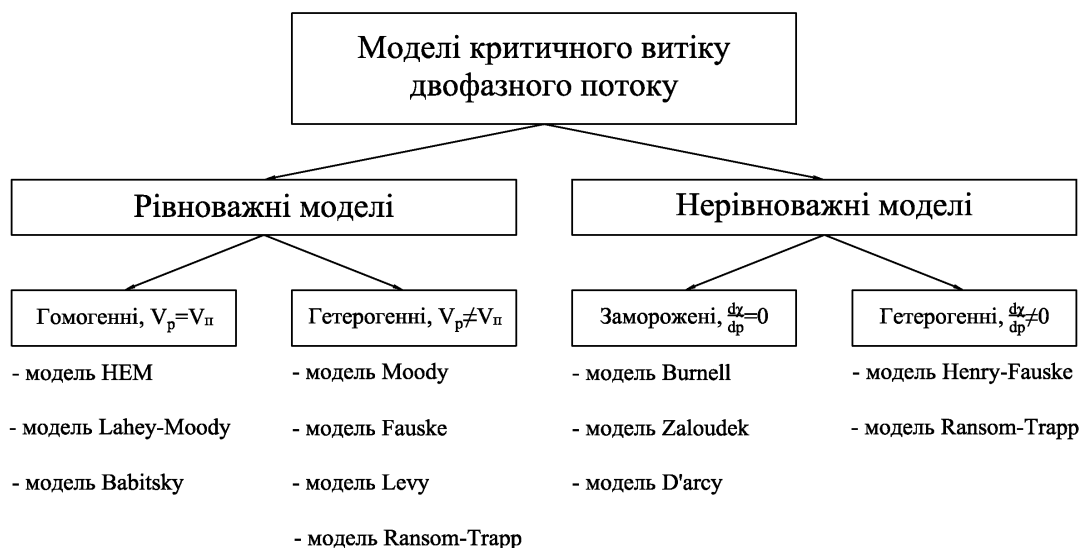 Моделі критичного витіку
двофазного потоку
Рівноважні моделі
Нерівноважні моделі
Гомогенні, Vр=Vп
Гетерогенні, Vр≠Vп
Заморожені, dχ/dp=0
Гетерогенні, dχ/dp≠0
- модель HEM
- модель Lahey-Moody
- модель Babitsky
- модель Moody
- модель Fauske
- модель Levy
- модель Ransom-Trapp
- модель Burnell
- модель Zaloudek
- модель D'arcy
- модель Henry-Fauske
- модель Ransom-Trapp